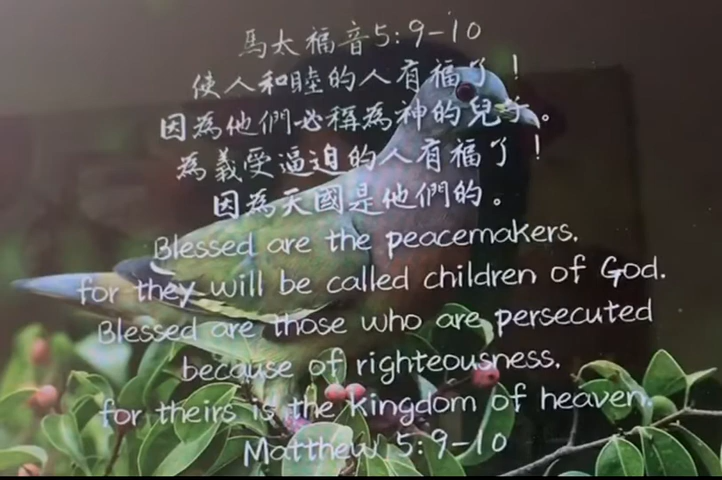 馬太福音5:9-10
使人和睦的人有福了!
因為他們必稱為神的兒子。
為義受逼迫的人有福了!
因為天國是他們的。
Blessed are the peacemakers.
for they will be called children of God.
Blessed are those who are persecuted
because of righteousness.
for theirs is the kingdom of heaven.
Matthew 5:9-10